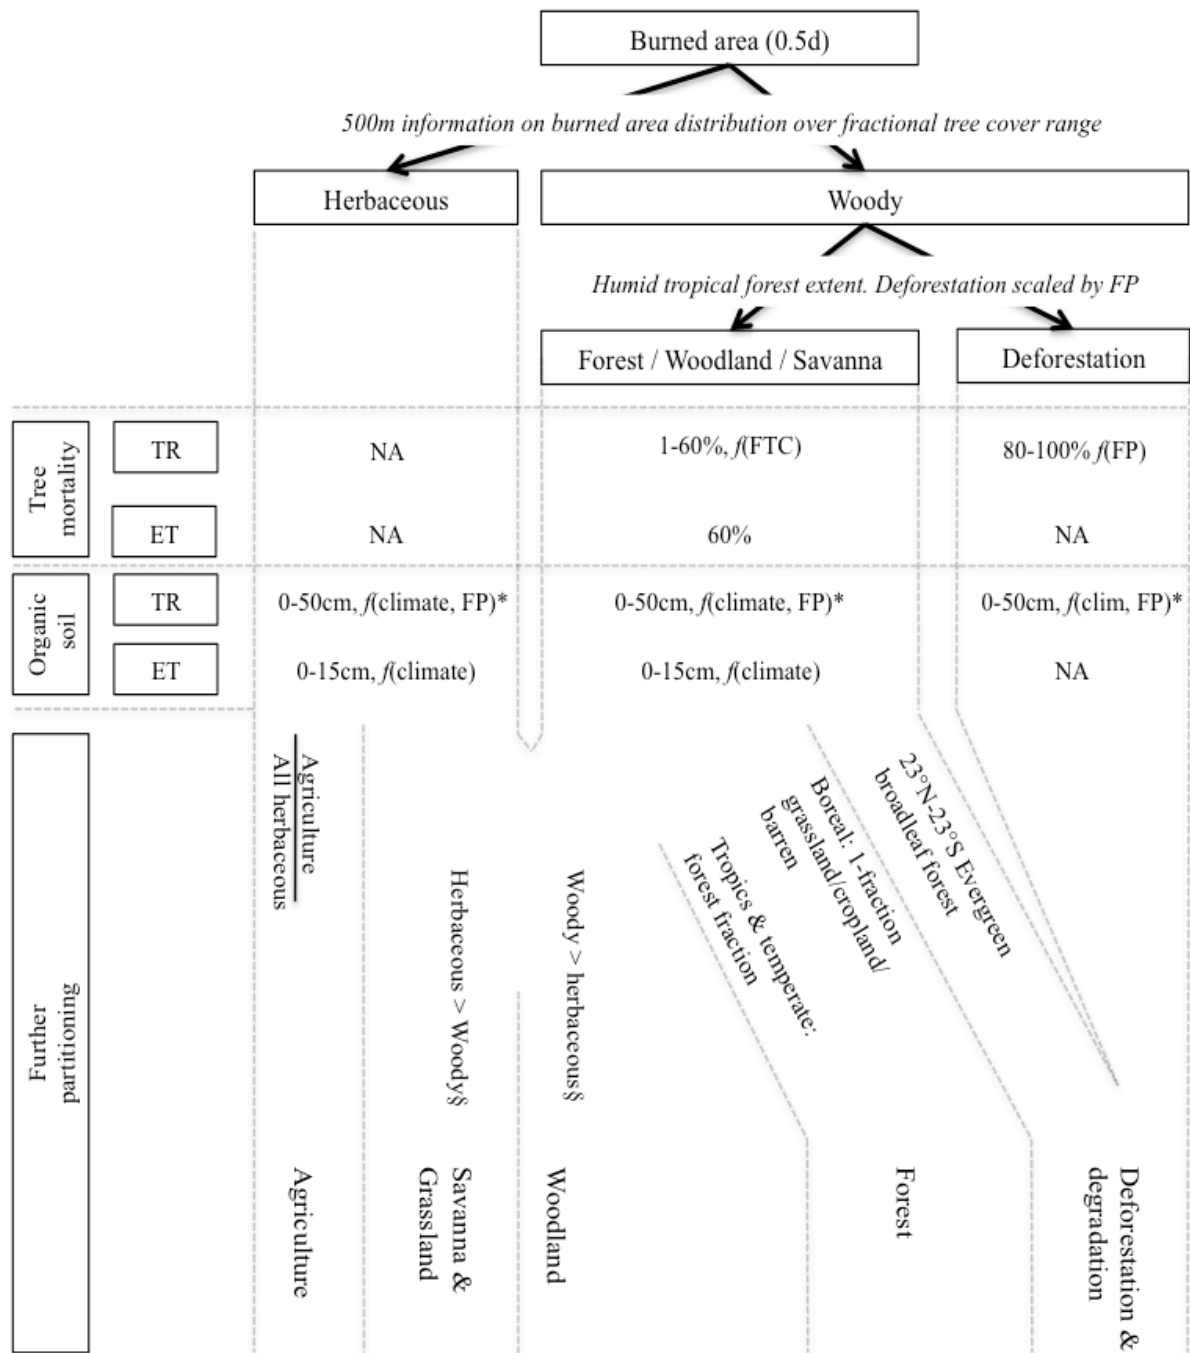 Burned area (0.5d)
500m information on burned area distribution over fractional tree cover range
Herbaceous
Woody
Humid tropical forest extent. Deforestation scaled by FP
Forest / Woodland / Savanna
Deforestation
Tree
mortality
TR
NA
1-60%, f(FTC)
80-100% f(FP)
ET
NA
60%
NA
Organic
soil
TR
0-50cm, f(climate, FP)*
0-50cm, f(climate, FP)*
0-50cm, f(clim, FP)*
ET
0-15cm, f(climate)
0-15cm, f(climate)
NA
Further
partitioning
Agriculture
All herbaceous
Herbaceous > Woody§
Woody > herbaceous§
Tropics & temperate:
forest fraction
Boreal: 1-fraction
grassland/cropland/
barren
23°N-23°S Evergreen
broadleaf forest
Agriculture
Savanna &
Grassland
Woodland
Forest
Deforestation &
degradation